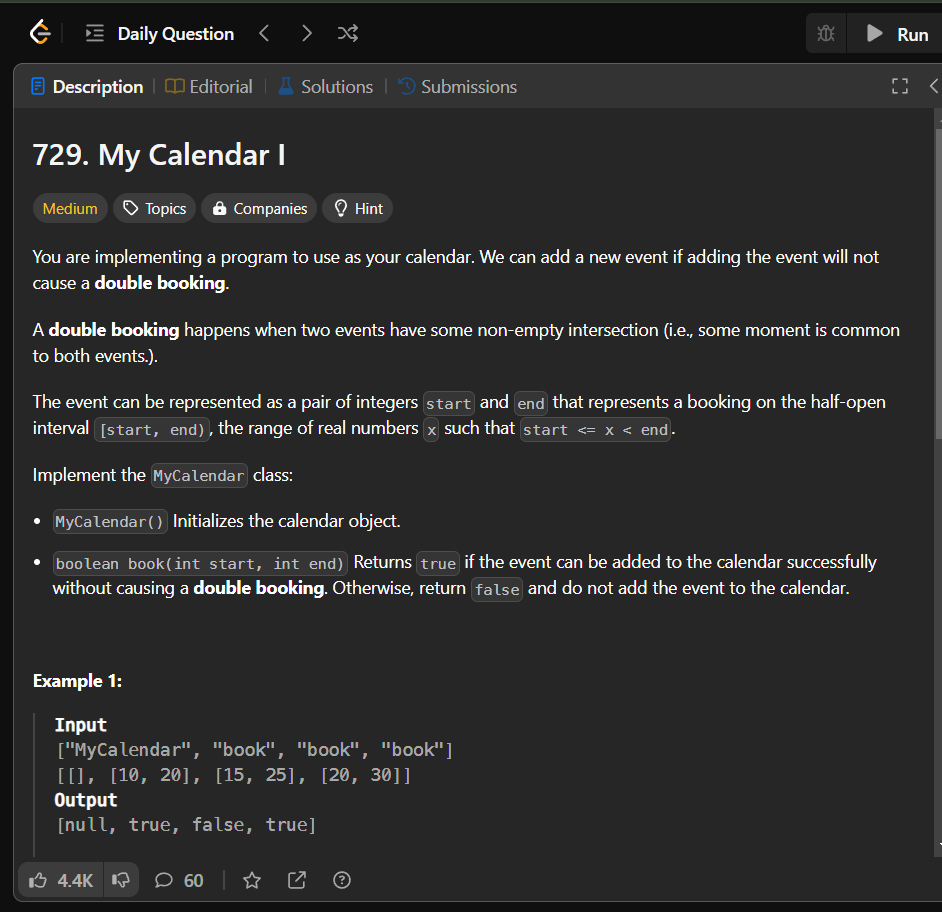 Daily Question
Run
Description | Editorial | Solutions | Submissions
729. My Calendar I
Medium Topics Companies Hint
You are implementing a program to use as your calendar. We can add a new event if adding the event will not
cause a double booking.
A double booking happens when two events have some non-empty intersection (i.e., some moment is common
to both events.).
The event can be represented as a pair of integers start and end that represents a booking on the half-open
interval [start, end), the range of real numbers x such that start <= x < end.
Implement the MyCalendar class:
• MyCalendar() Initializes the calendar object.
• boolean book(int start, int end) Returns true if the event can be added to the calendar successfully
without causing a double booking. Otherwise, return false and do not add the event to the calendar.
Example 1:
Input
["MyCalendar", "book", "book", "book"]
[[], [10, 20], [15, 25], [20, 30]]
Output
[null, true, false, true]
4.4K 60